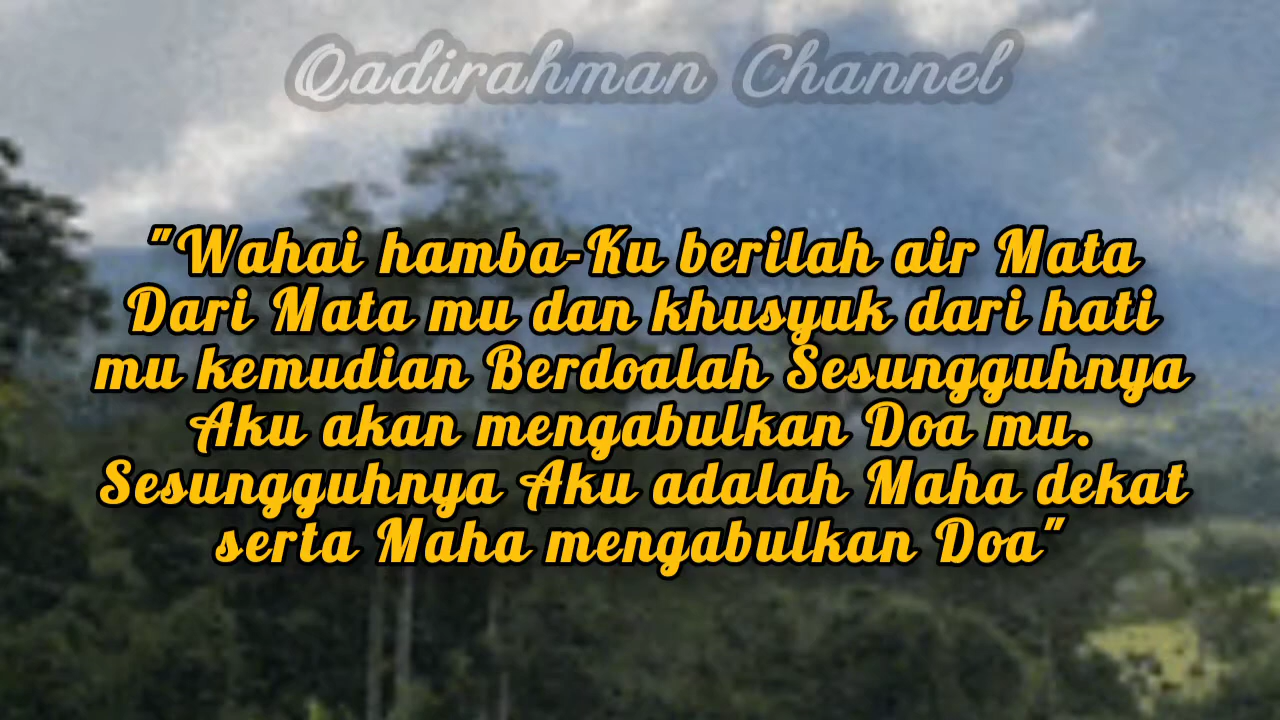 Qadirahman Channel
"Wahai hamba-Ku berilah air Mata
Dari Mata mu dan khusyuk dari hati
mu kemudian Berdoalah Sesungguhnya
Aku akan mengabulkan Doa mu.
Sesungguhnya Aku adalah Maha dekat
serta Maha mengabulkan Doa"